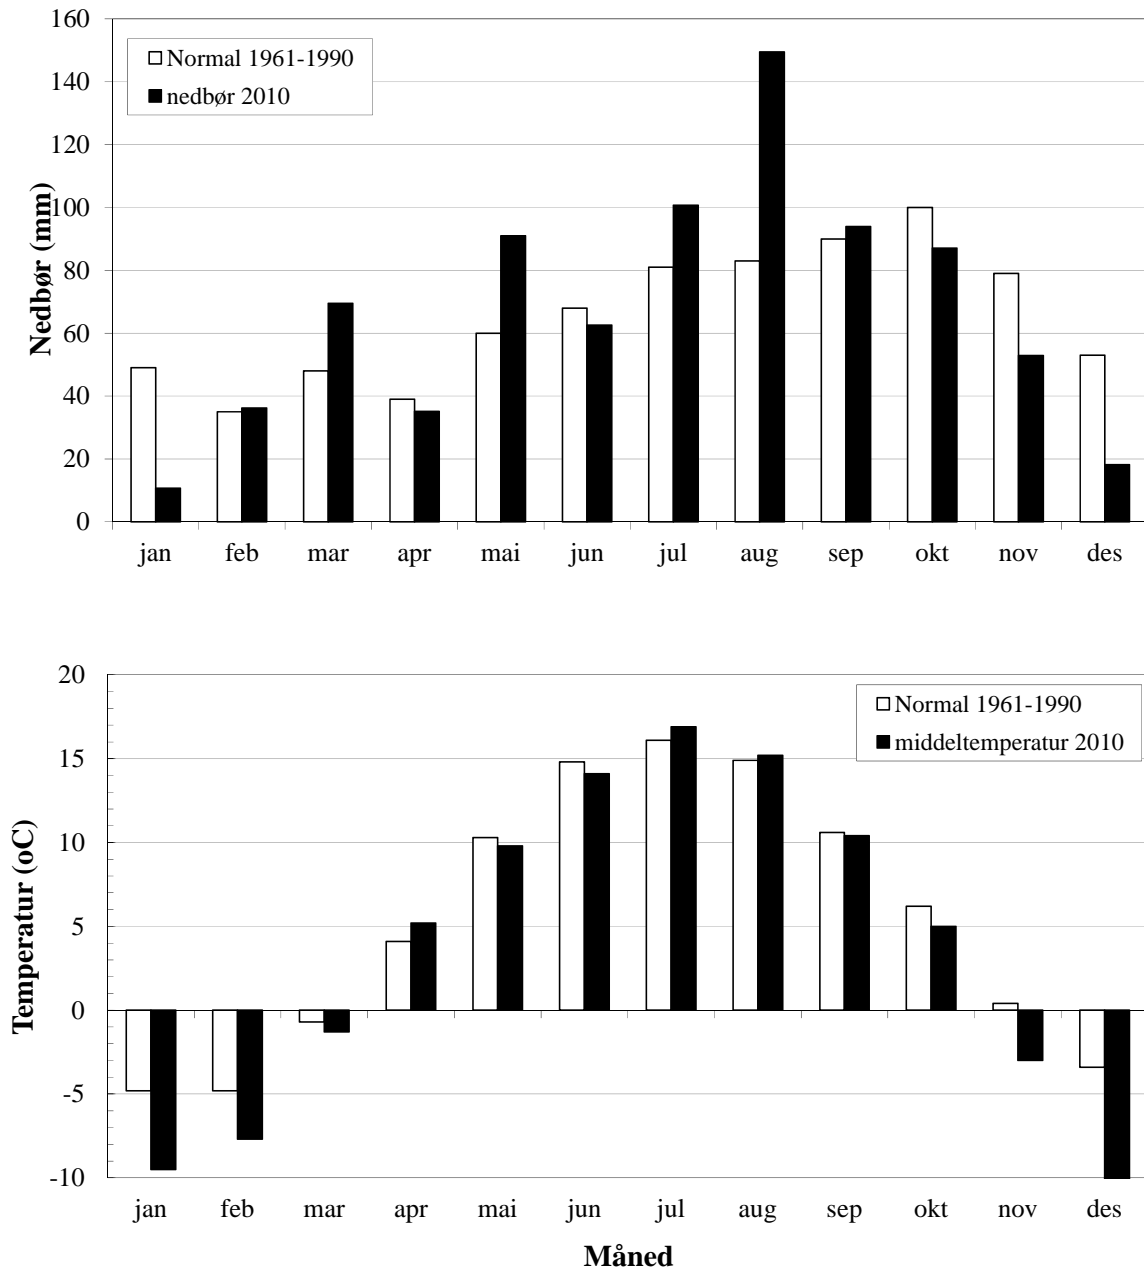 160
140
120
100
80
60
40
20
0
Nedbør (mm)
Normal 1961-1990
nedbør 2010
jan feb mar apr mai jun jul aug sep okt nov des
20
15
10
5
0
-5
-10
Temperatur (oC)
Normal 1961-1990
middeltemperatur 2010
jan feb mar apr mai jun jul aug sep okt nov des
Måned